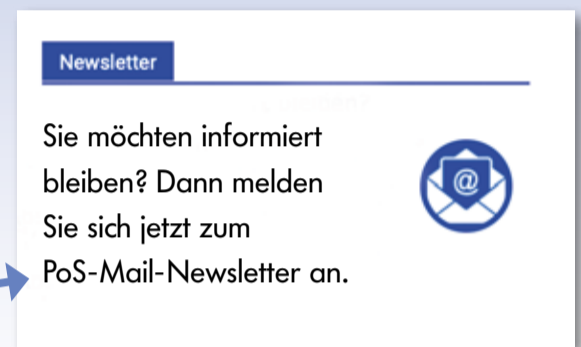 Newsletter
Sie möchten informiert
bleiben? Dann melden
Sie sich jetzt zum
PoS-Mail-Newsletter an.
@